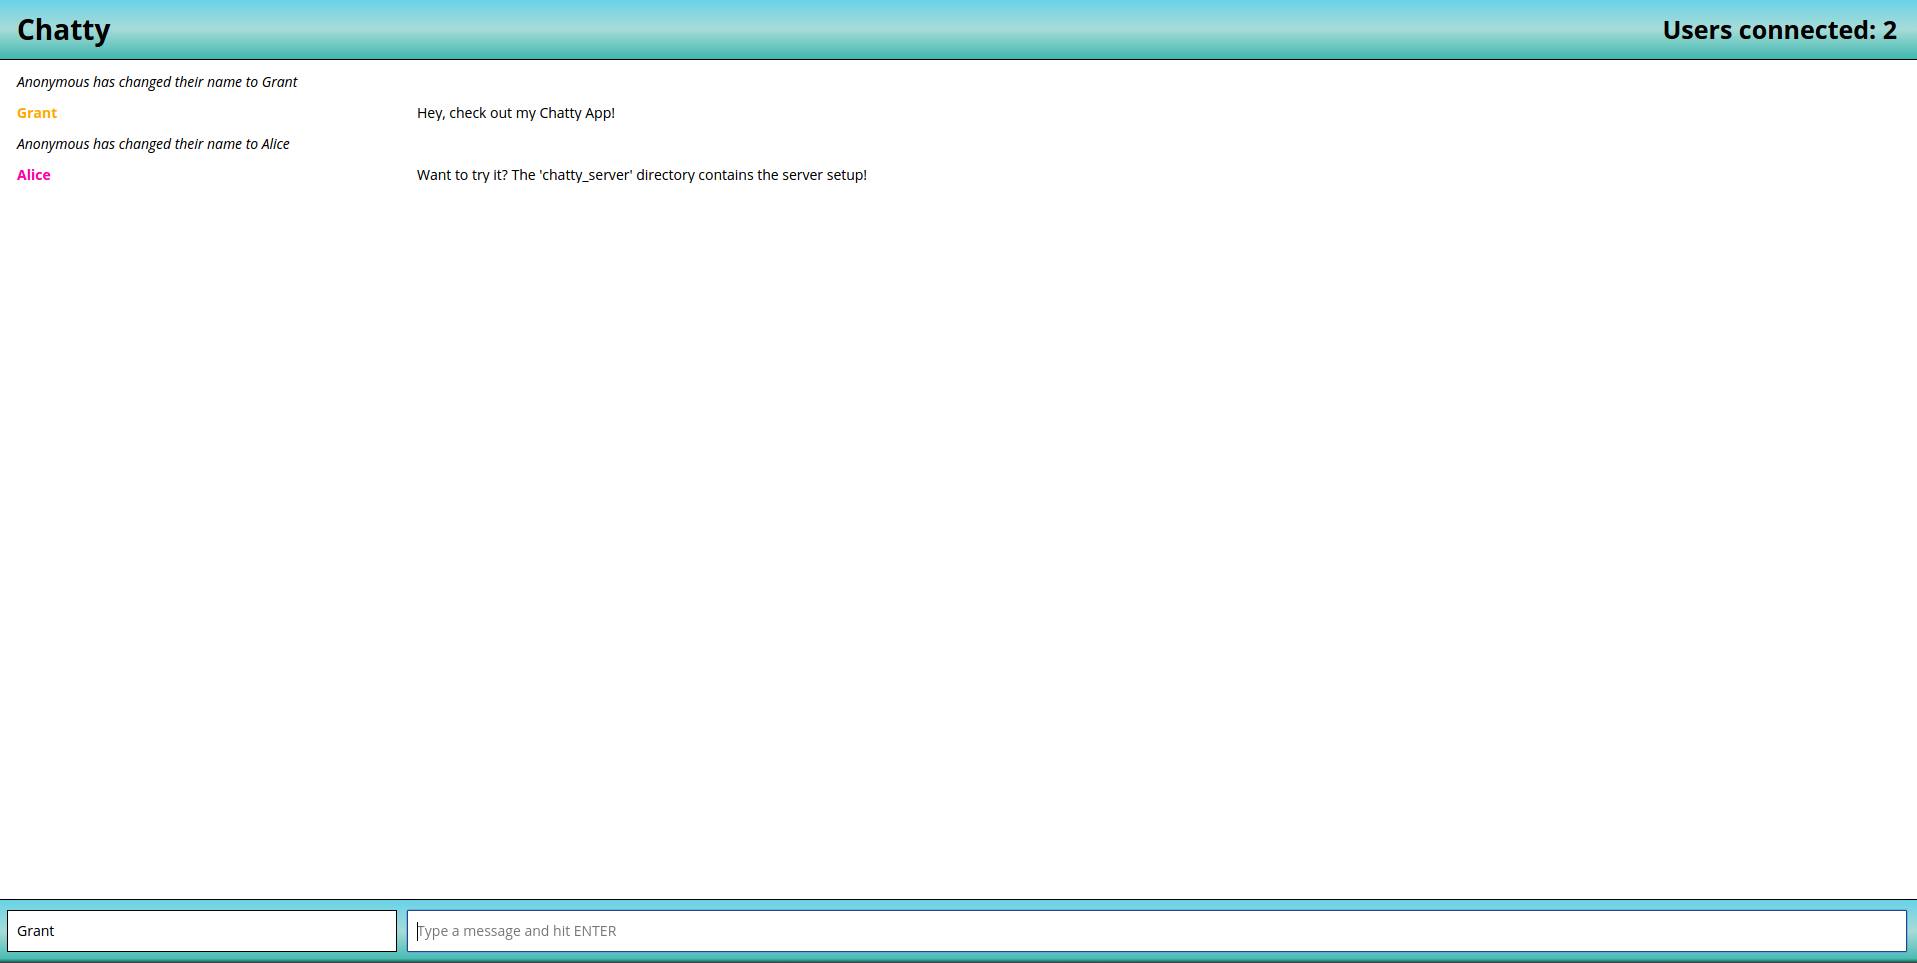 Chatty
Users connected: 2
Anonymous has changed their name to Grant
Grant Hey, check out my Chatty App!
Anonymous has changed their name to Alice
Alice Want to try it? The 'chatty_server' directory contains the server setup!
Grant
Type a message and hit ENTER